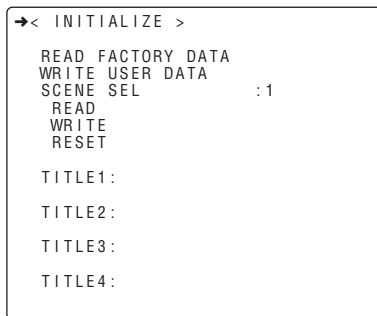 ➔< INITIALIZE >
READ FACTORY DATA
WRITE USER DATA
SCENE SEL :1
READ
WRITE
RESET
TITLE1:
TITLE2:
TITLE3:
TITLE4: